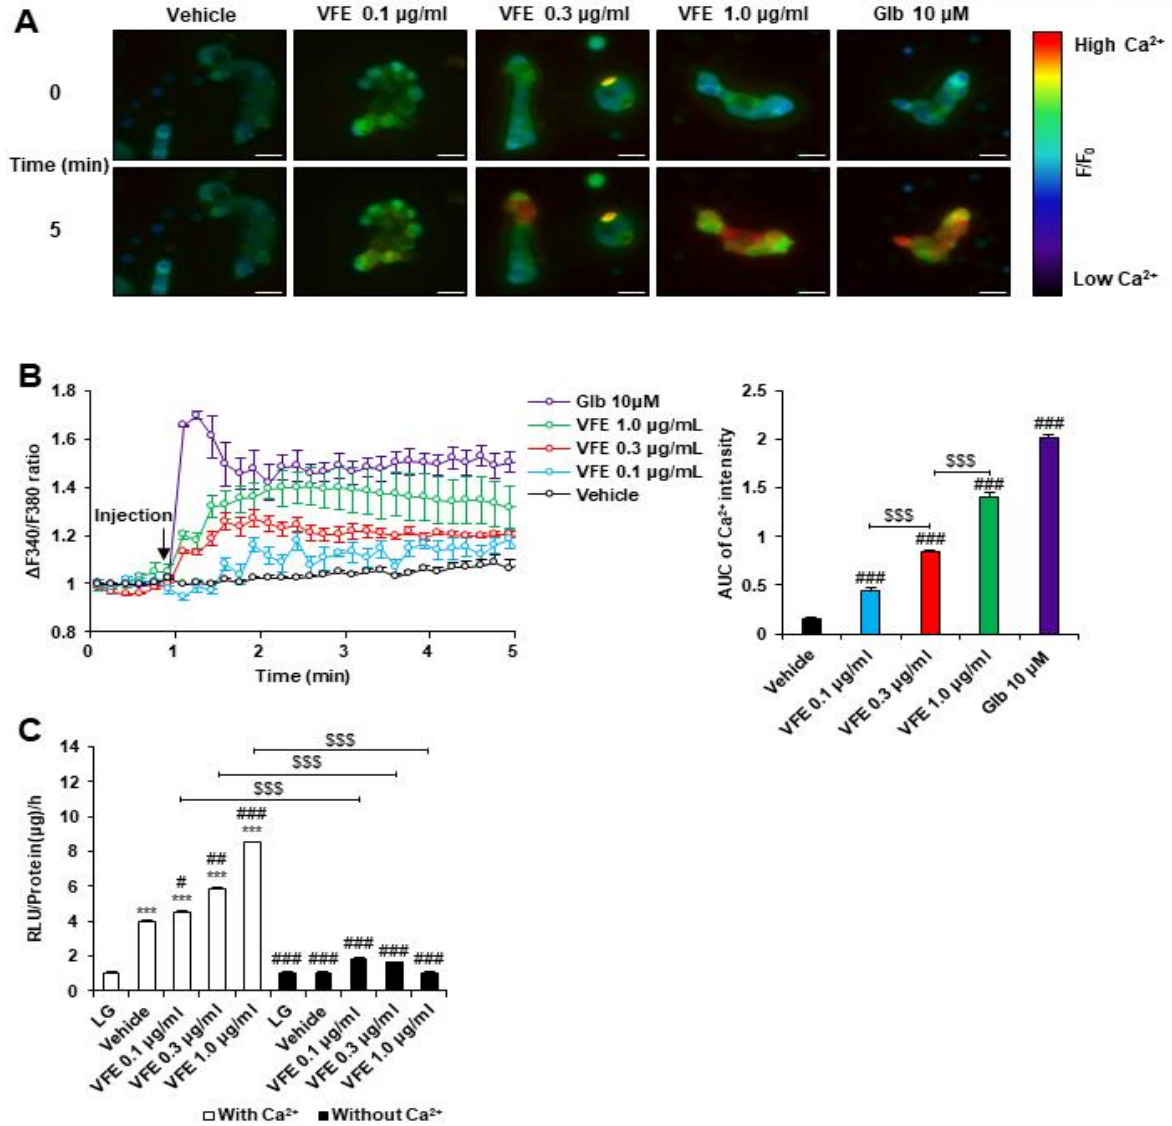 A
Vehicle
VFE 0.1 µg/ml
VFE 0.3 µg/ml
VFE 1.0 µg/ml
Glb 10 µM
0
Time (min)
5
High Ca²⁺
F/F₀
Low Ca²⁺
B
ΔF340/F380 ratio
1.8
1.6
1.4
1.2
1
0.8
Injection
0
1
2
3
4
5
Time (min)
Glb 10µM
VFE 1.0 µg/mL
VFE 0.3 µg/mL
VFE 0.1 µg/mL
Vehicle
AUC of Ca²⁺ intensity
2.5
2
1.5
1
0.5
0
###
$$$
###
$$$
###
###
Vehicle
VFE 0.1 µg/ml
VFE 0.3 µg/ml
VFE 1.0 µg/ml
Glb 10 µM
C
RLU/Protein(µg)/h
14
12
10
8
6
4
2
0
$$$
$$$
$$$
***
#
***
##
***
###
***
###
###
###
###
###
LG
Vehicle
VFE 0.1 µg/ml
VFE 0.3 µg/ml
VFE 1.0 µg/ml
LG
Vehicle
VFE 0.1 µg/ml
VFE 0.3 µg/ml
VFE 1.0 µg/ml
With Ca²⁺
Without Ca²⁺